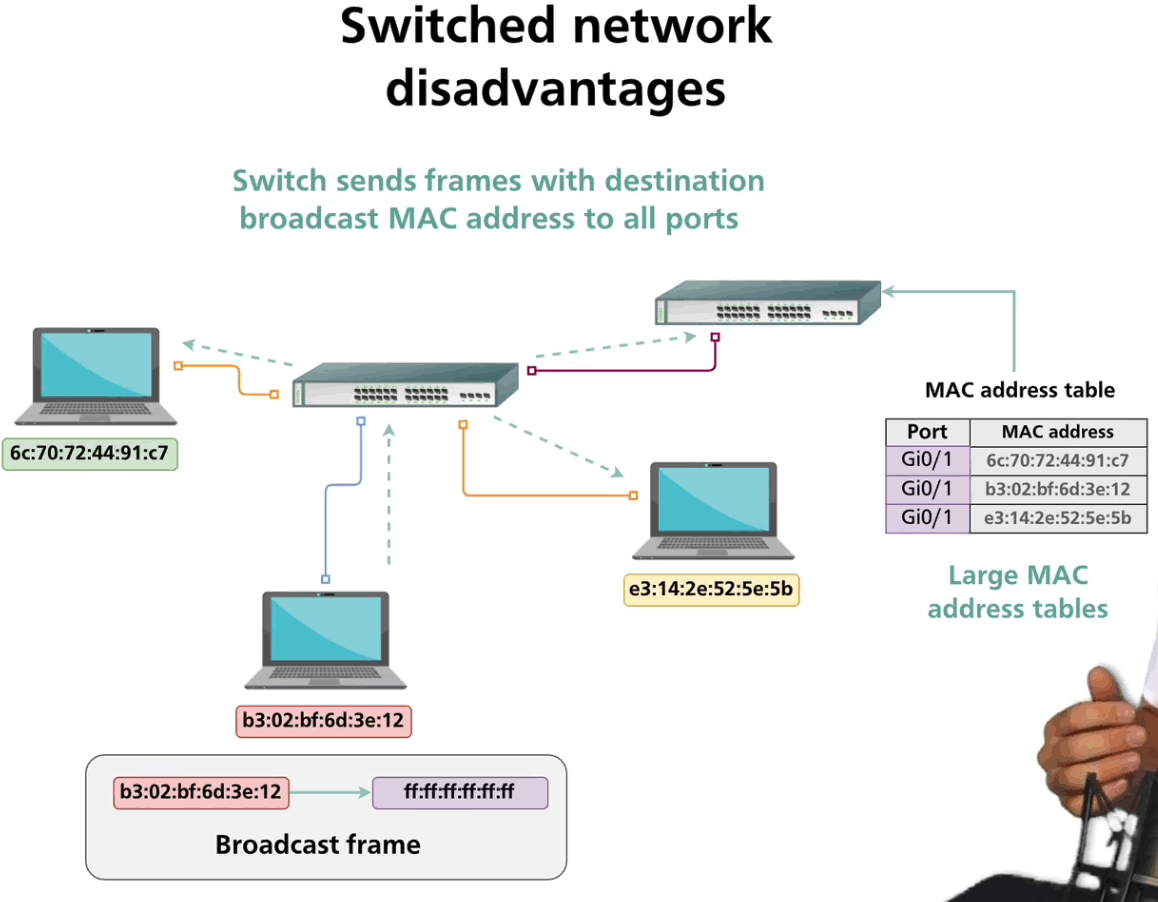 Switched network
disadvantages
Switch sends frames with destination
broadcast MAC address to all ports
MAC address table
Port MAC address
Gi0/1 6c:70:72:44:91:c7
Gi0/1 b3:02:bf:6d:3e:12
Gi0/1 e3:14:2e:52:5e:5b
Large MAC
address tables
6c:70:72:44:91:c7
e3:14:2e:52:5e:5b
b3:02:bf:6d:3e:12
b3:02:bf:6d:3e:12 ff:ff:ff:ff:ff:ff
Broadcast frame